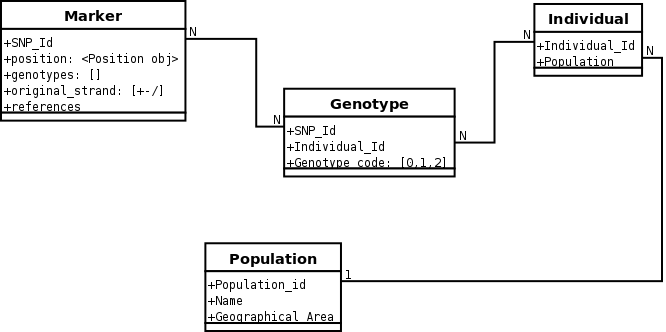 Marker
+SNP_Id
+position: <Position obj>
+genotypes: []
+original_strand: [+-/]
+references
N
N
Genotype
+SNP_Id
+Individual_Id
+Genotype code: [0,1,2]
N
N
Individual
+Individual_Id
+Population
N
Population
+Population_id
+Name
+Geographical Area
1